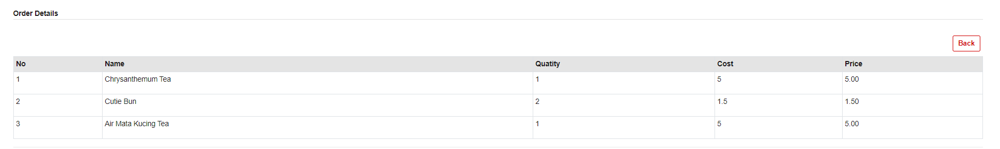 Order Details
Back
No Name Quatity Cost Price
1 Chrysanthemum Tea 1 5 5.00
2 Cutie Bun 2 1.5 1.50
3 Air Mata Kucing Tea 1 5 5.00